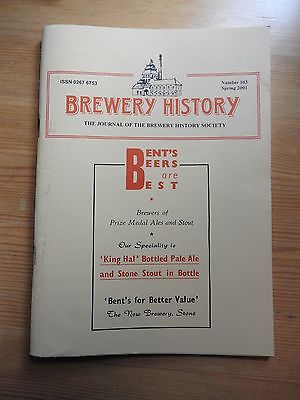 ISSN 0267 6753
Number 103
Spring 2001
BREWERY HISTORY
THE JOURNAL OF THE BREWERY HISTORY SOCIETY
BENT'S
BEERS
are
BEST
*
Brewers of
Prize Medal Ales and Stout
*
Our Speciality is
'King Hal' Bottled Pale Ale
and Stone Stout in Bottle
*
'Bent's for Better Value'
The New Brewery, Stone